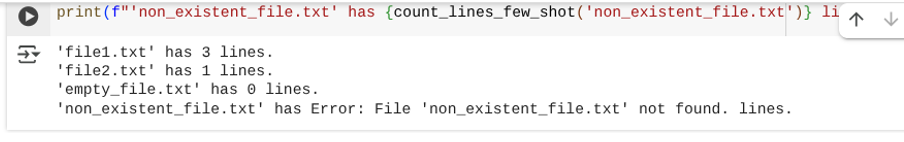 print(f"'non_existent_file.txt' has {count_lines_few_shot('non_existent_file.txt')} li
'file1.txt' has 3 lines.
'file2.txt' has 1 lines.
'empty_file.txt' has 0 lines.
'non_existent_file.txt' has Error: File 'non_existent_file.txt' not found. lines.